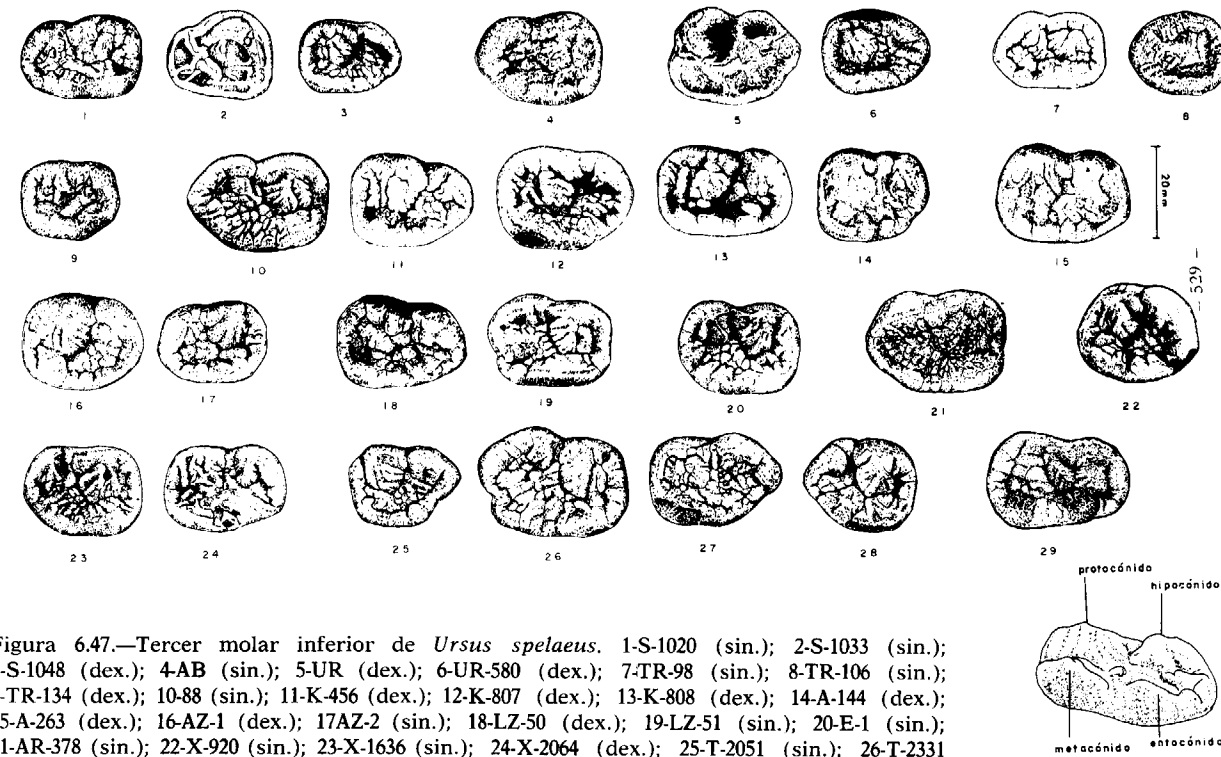 1 2 3 4 5 6 7 8
9 10 11 12 13 14 15
20mm
— 529 —
16 17 18 19 20 21 22
23 24 25 26 27 28 29
protocónido
hipocónido
metacónido
entocónido
igura 6.47.—Tercer molar inferior de Ursus spelaeus. 1-S-1020 (sin.); 2-S-1033 (sin.);
-S-1048 (dex.); 4-AB (sin.); 5-UR (dex.); 6-UR-580 (dex.); 7-TR-98 (sin.); 8-TR-106 (sin.);
-TR-134 (dex.); 10-88 (sin.); 11-K-456 (dex.); 12-K-807 (dex.); 13-K-808 (dex.); 14-A-144 (dex.);
5-A-263 (dex.); 16-AZ-1 (dex.); 17AZ-2 (sin.); 18-LZ-50 (dex.); 19-LZ-51 (sin.); 20-E-1 (sin.);
1-AR-378 (sin.); 22-X-920 (sin.); 23-X-1636 (sin.); 24-X-2064 (dex.); 25-T-2051 (sin.); 26-T-2331